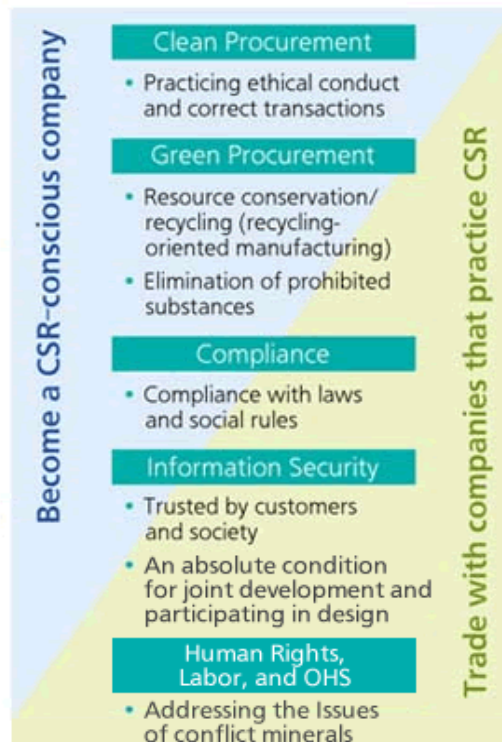 Become a CSR-conscious company
Clean Procurement
• Practicing ethical conduct
and correct transactions
Green Procurement
• Resource conservation/
recycling (recycling-
oriented manufacturing)
• Elimination of prohibited
substances
Compliance
• Compliance with laws
and social rules
Information Security
• Trusted by customers
and society
• An absolute condition
for joint development and
participating in design
Human Rights,
Labor, and OHS
• Addressing the Issues
of conflict minerals
Trade with companies that practice CSR